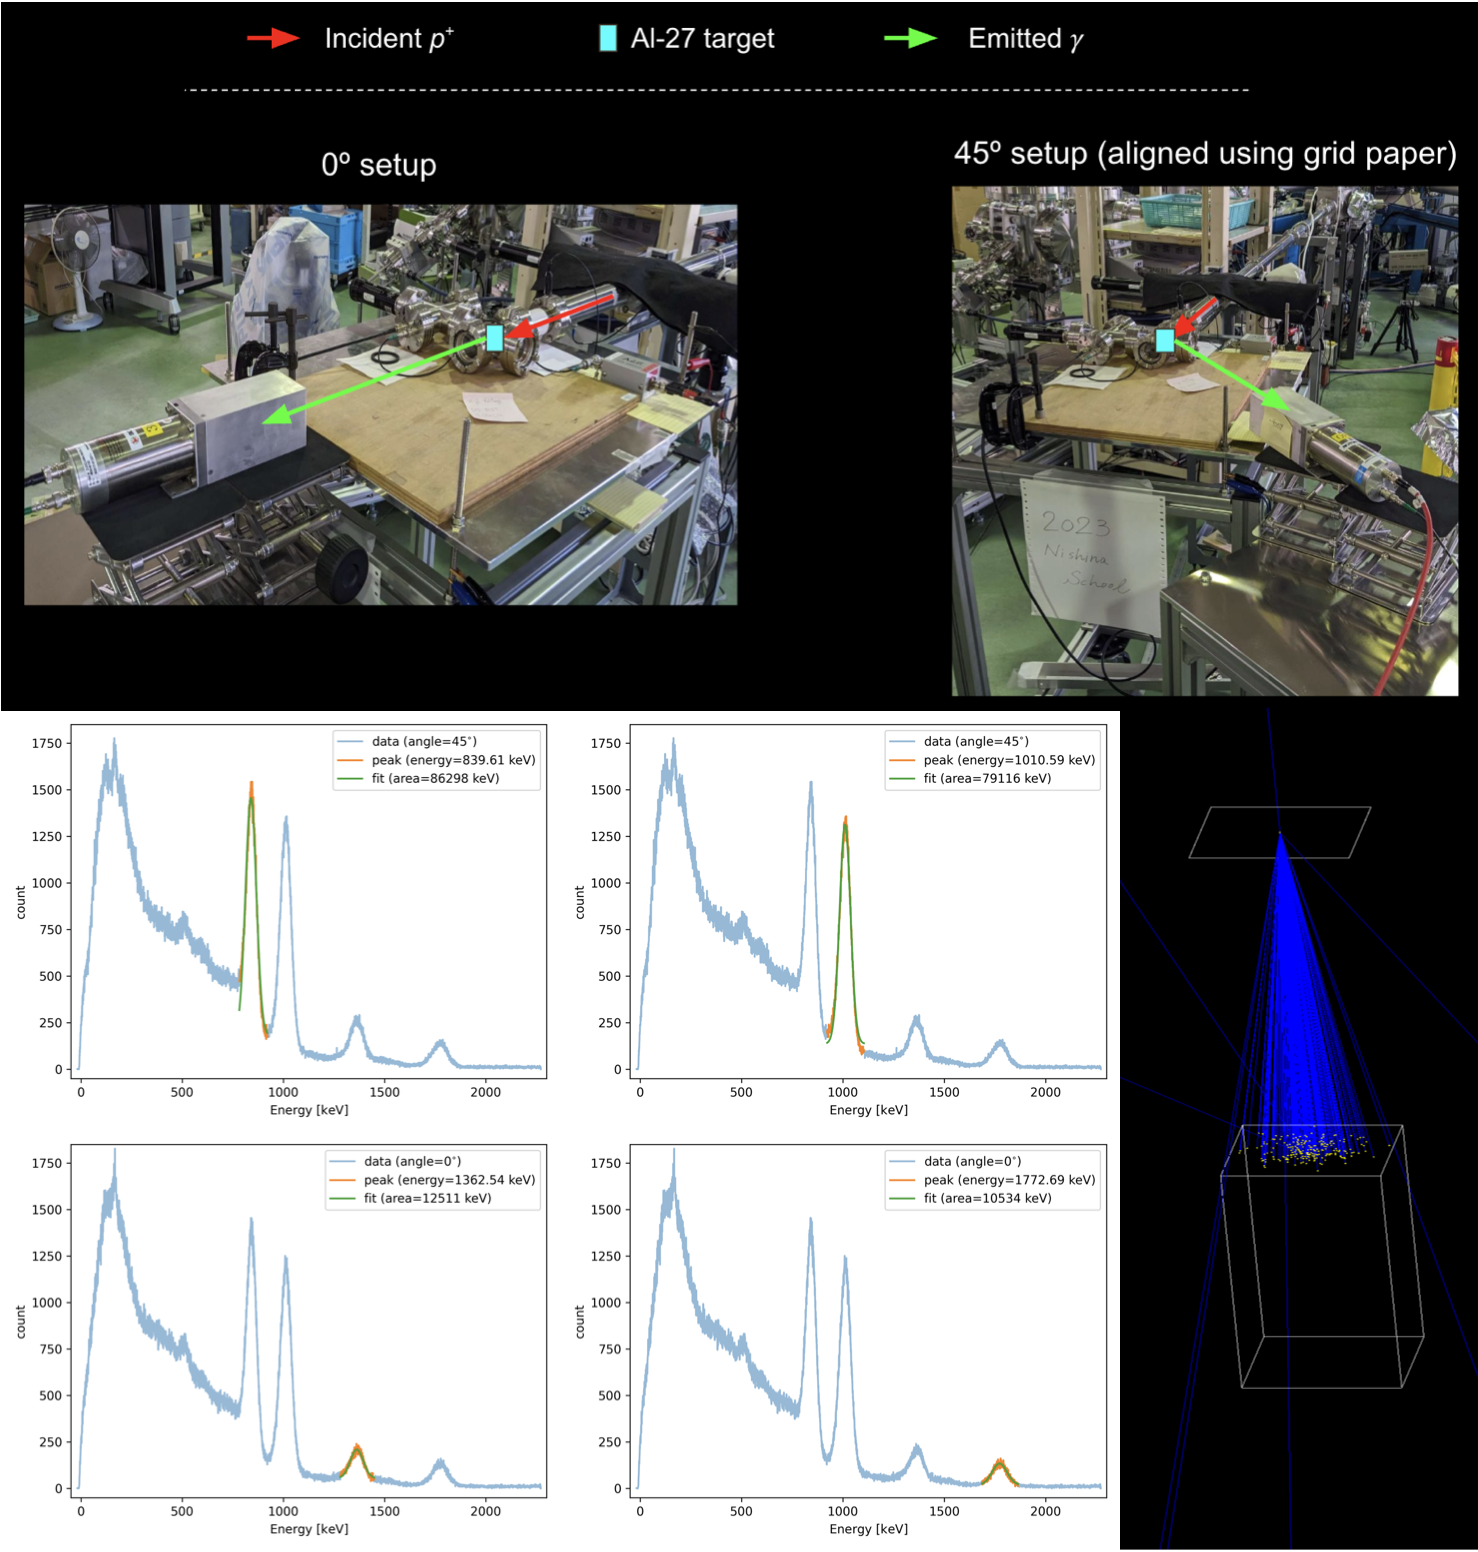 Incident p⁺
Al-27 target
Emitted γ
0º setup
45º setup (aligned using grid paper)
2023
Nishina
School
1750
1500
1250
1000
750
500
250
0
count
0
500
1000
1500
2000
Energy [keV]
data (angle=45°)
peak (energy=839.61 keV)
fit (area=86298 keV)
1750
1500
1250
1000
750
500
250
0
count
0
500
1000
1500
2000
Energy [keV]
data (angle=45°)
peak (energy=1010.59 keV)
fit (area=79116 keV)
1750
1500
1250
1000
750
500
250
0
count
0
500
1000
1500
2000
Energy [keV]
data (angle=0°)
peak (energy=1362.54 keV)
fit (area=12511 keV)
1750
1500
1250
1000
750
500
250
0
count
0
500
1000
1500
2000
Energy [keV]
data (angle=0°)
peak (energy=1772.69 keV)
fit (area=10534 keV)